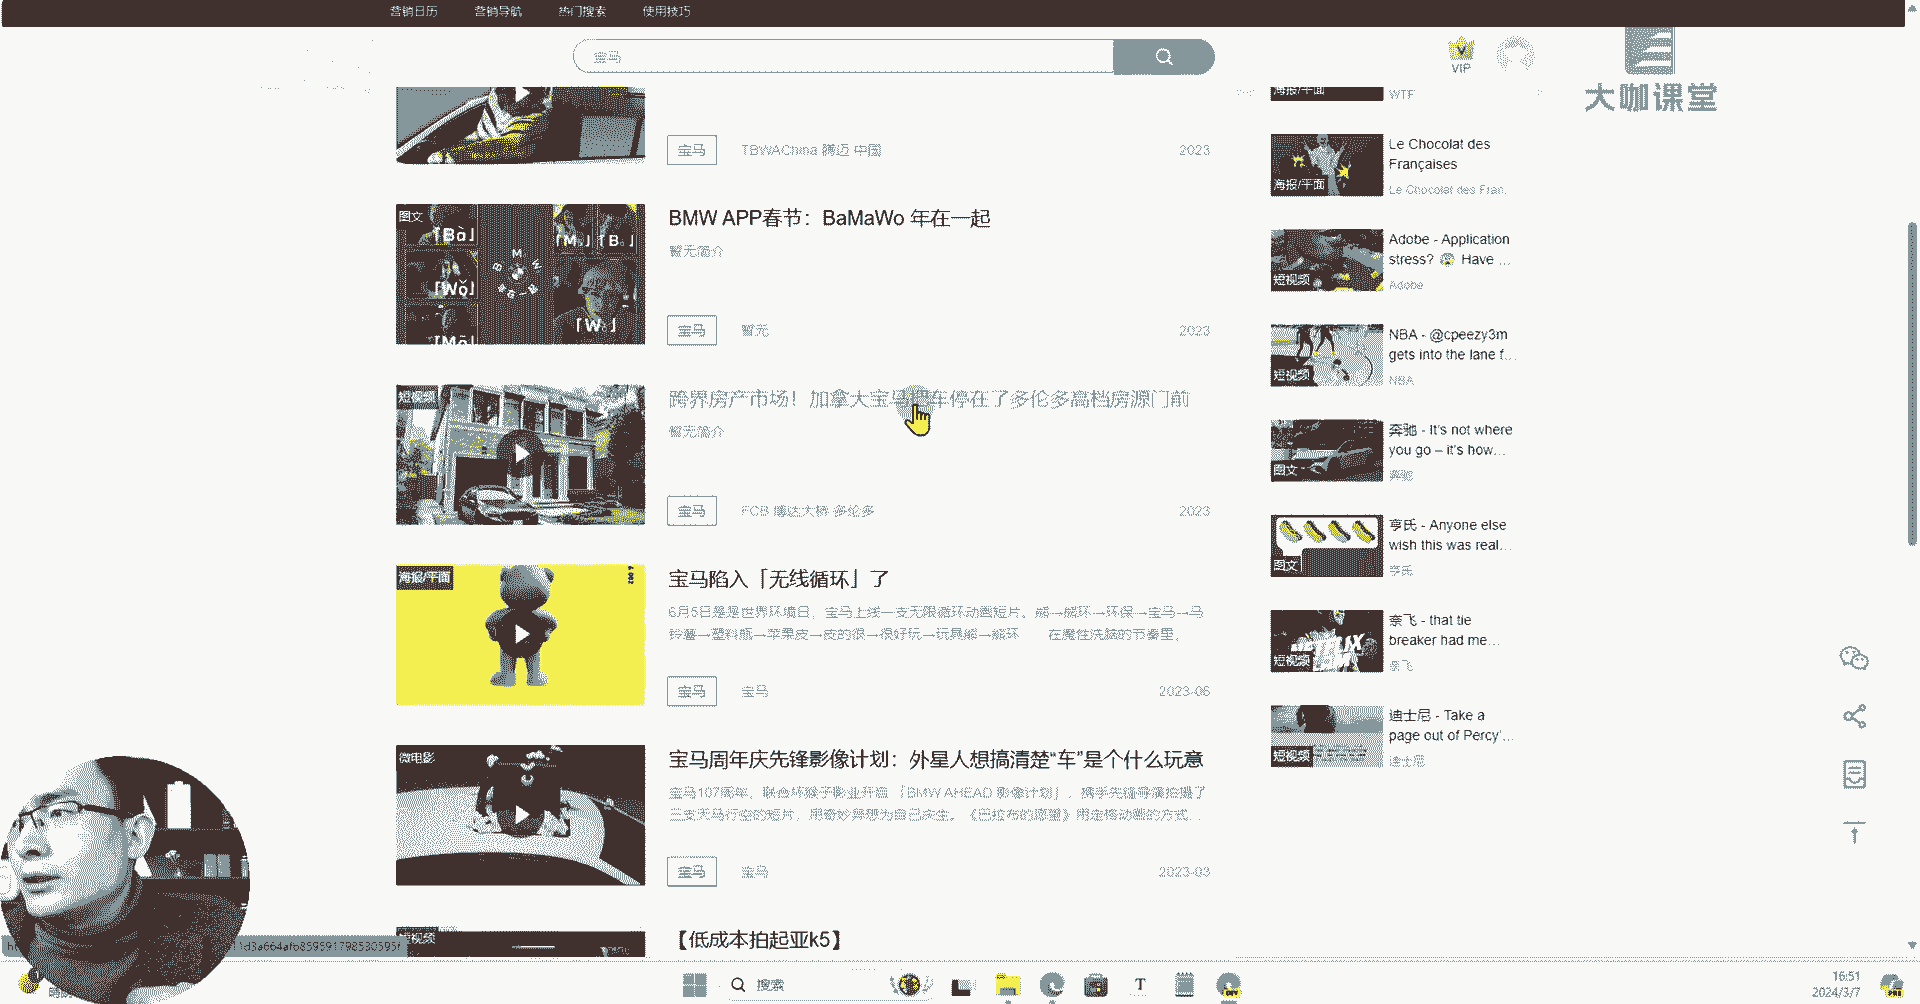 营销日历 营销导航 热门搜索 使用技巧
宝马
VIP
大咖课堂
宝马 TBWAChina 腾迈 中国 2023
图文
「Bà」
「M
「B
」
「Wǒ」
「W
」
BMW APP春节：BaMaWo 年在一起
暂无简介
宝马 暂无 2023
短视频
跨界房产市场！加拿大宝马把车停在了多伦多高档房源门前
暂无简介
宝马 FCB 博达大桥 多伦多 2023
海报/平面
宝马陷入「无线循环」了
6月5日是是世界环境日，宝马上线一支无限循环动画短片。熊→熊环→环保→宝马→马
铃薯→塑料瓶→苹果皮→皮的很→很好玩→玩具熊→熊环 在魔性洗脑的节奏里，
宝马 宝马 2023-06
微电影
宝马周年庆先锋影像计划：外星人想搞清楚“车”是个什么玩意
宝马107周年，联合坏猴子影业开启「BMW AHEAD 影像计划」，携手先锋导演拍摄了
三支天马行空的短片，用奇妙异想为自己庆生。《巴拉布的愿望》用定格动画的方式...
宝马 宝马 2023-03
短视频
【低成本拍起亚k5】
海报/平面
WTF
海报/平面
Le Chocolat des
Françaises
Le Chocolat des Fran...
短视频
Adobe - Application
stress? 😰 Have ...
Adobe
短视频
NBA - @cpeezy3m
gets into the lane f...
NBA
图文
奔驰 - It's not where
you go – it's how...
奔驰
图文
亨氏 - Anyone else
wish this was real...
亨氏
短视频
NETFLIX
奈飞 - that tie
breaker had me...
奈飞
短视频
迪士尼 - Take a
page out of Percy'...
迪士尼
搜索
16:51
2024/3/7